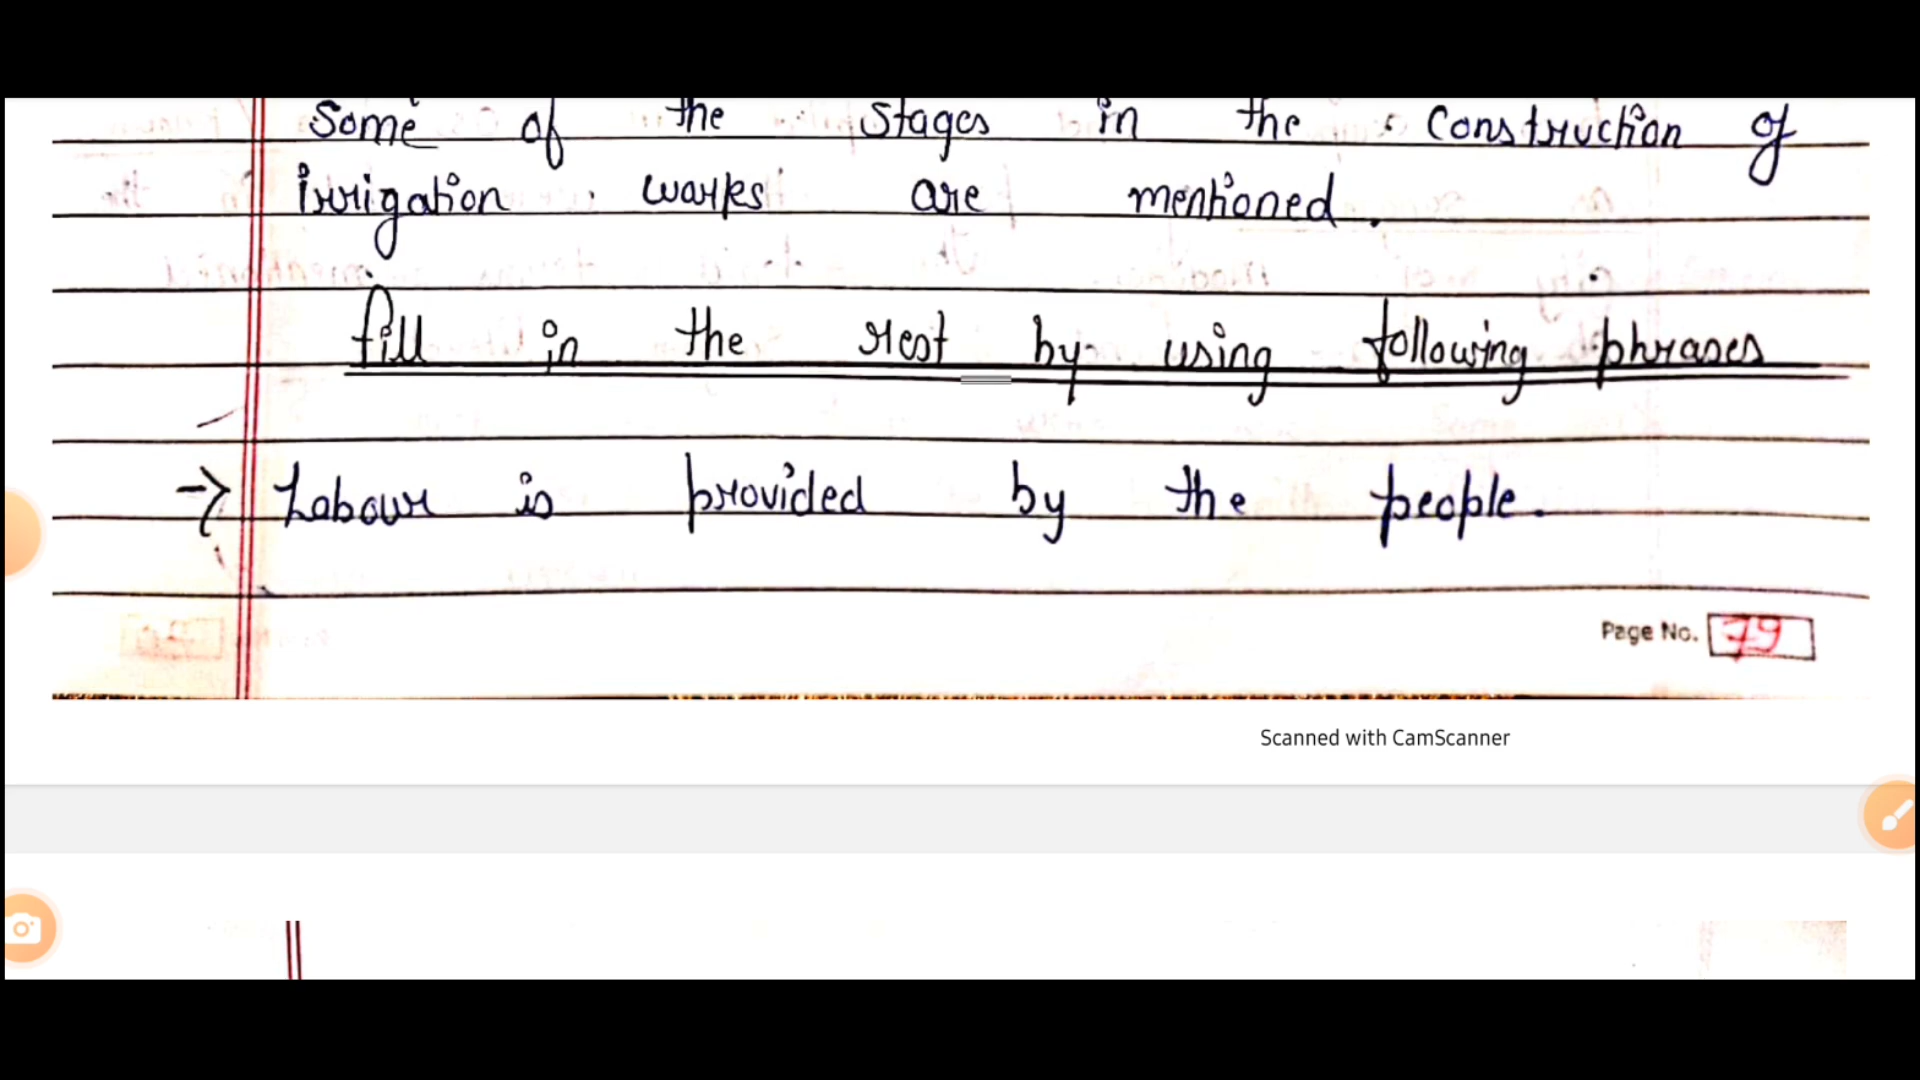 Some of the stages in the construction of
irrigation works are mentioned.
fill in the rest by using following phrases
→ Labour is provided by the people.
Page No. 79
Scanned with CamScanner